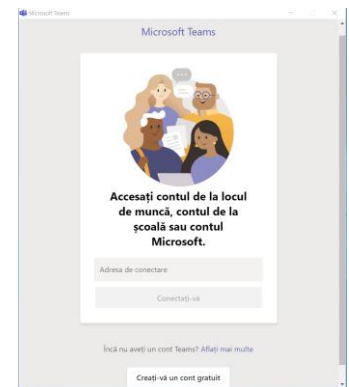 Microsoft Teams
Microsoft Teams
Accesați contul de la locul
de muncă, contul de la
școală sau contul
Microsoft.
Adresa de conectare
Conectați-vă
Încă nu aveți un cont Teams? Aflați mai multe
Creați-vă un cont gratuit